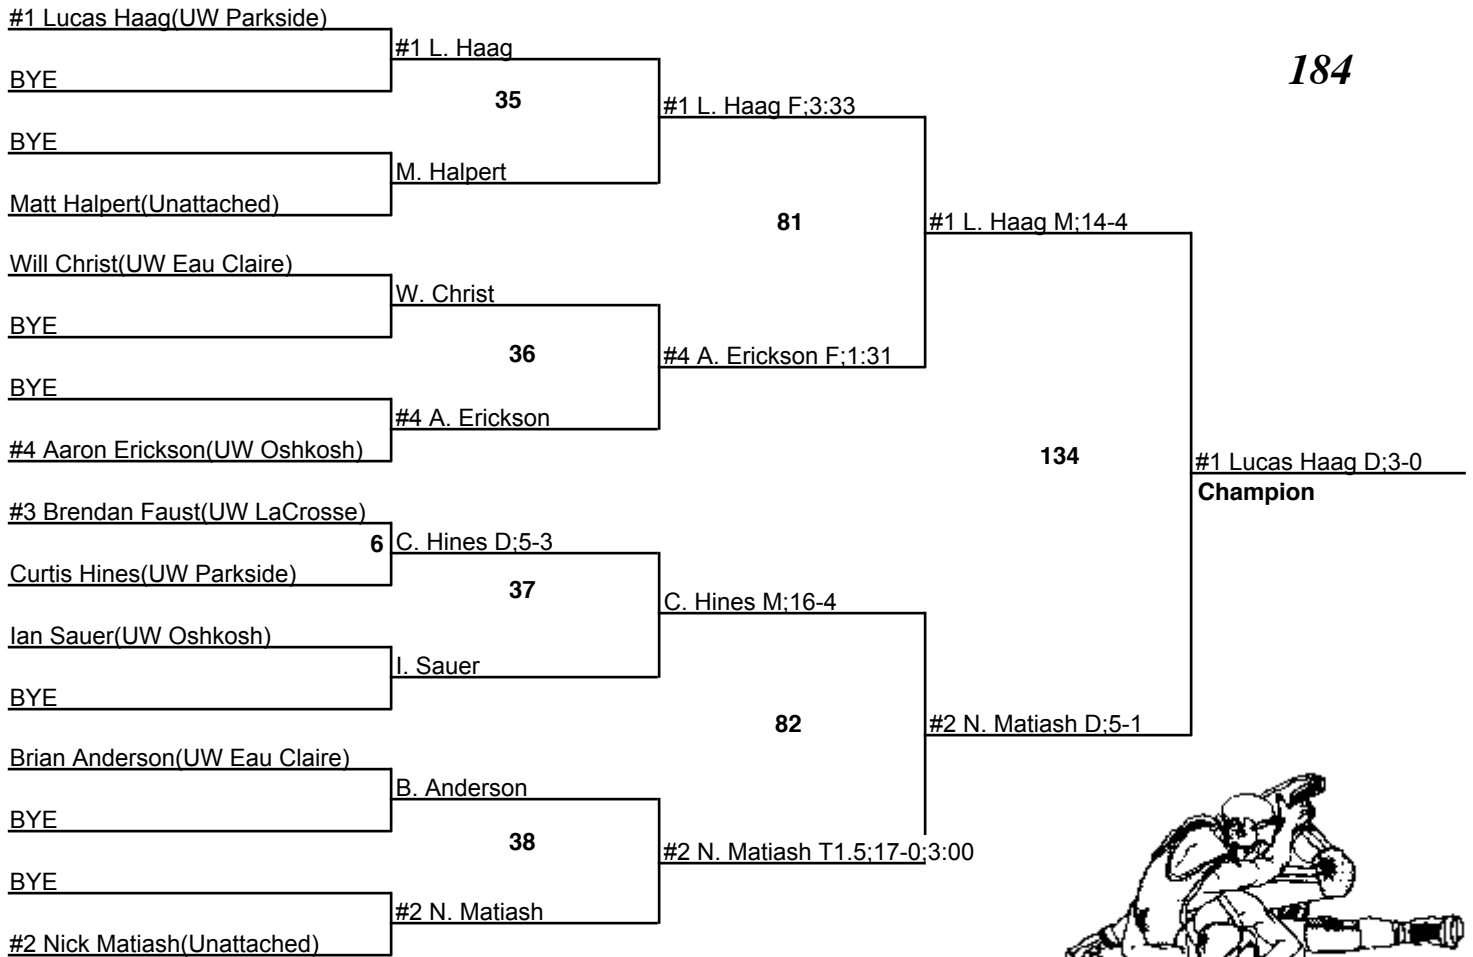 #1 Lucas Haag(UW Parkside)
#1 L. Haag
184
BYE
35
#1 L. Haag F;3:33
BYE
M. Halpert
Matt Halpert(Unattached)
81
#1 L. Haag M;14-4
Will Christ(UW Eau Claire)
W. Christ
BYE
36
#4 A. Erickson F;1:31
BYE
#4 A. Erickson
#4 Aaron Erickson(UW Oshkosh)
134
#1 Lucas Haag D;3-0
Champion
#3 Brendan Faust(UW LaCrosse)
6
C. Hines D;5-3
Curtis Hines(UW Parkside)
37
C. Hines M;16-4
Ian Sauer(UW Oshkosh)
I. Sauer
BYE
82
#2 N. Matiash D;5-1
Brian Anderson(UW Eau Claire)
B. Anderson
BYE
38
#2 N. Matiash T1.5;17-0;3:00
BYE
#2 N. Matiash
#2 Nick Matiash(Unattached)